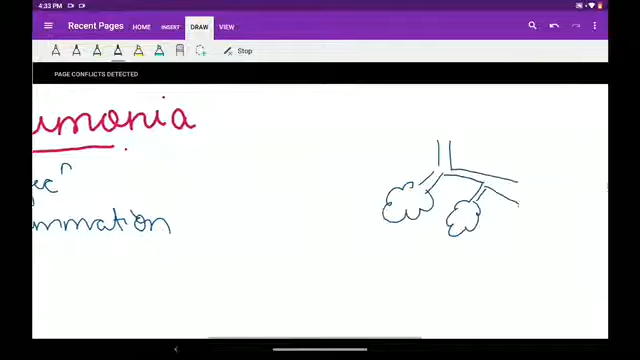 4:33 PM
Recent Pages HOME INSERT DRAW VIEW
Stop
PAGE CONFLICTS DETECTED
umonia
mmation